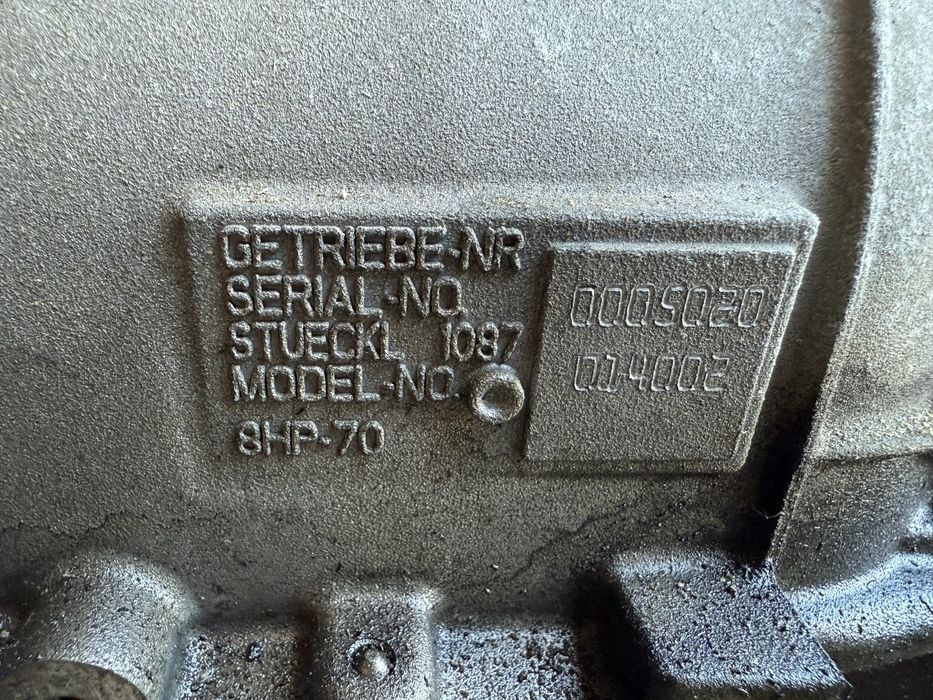 GETRIEBE-NR
SERIAL-NO.
0005020
STUECKL 1087
014002
MODEL-NO.
8HP-70